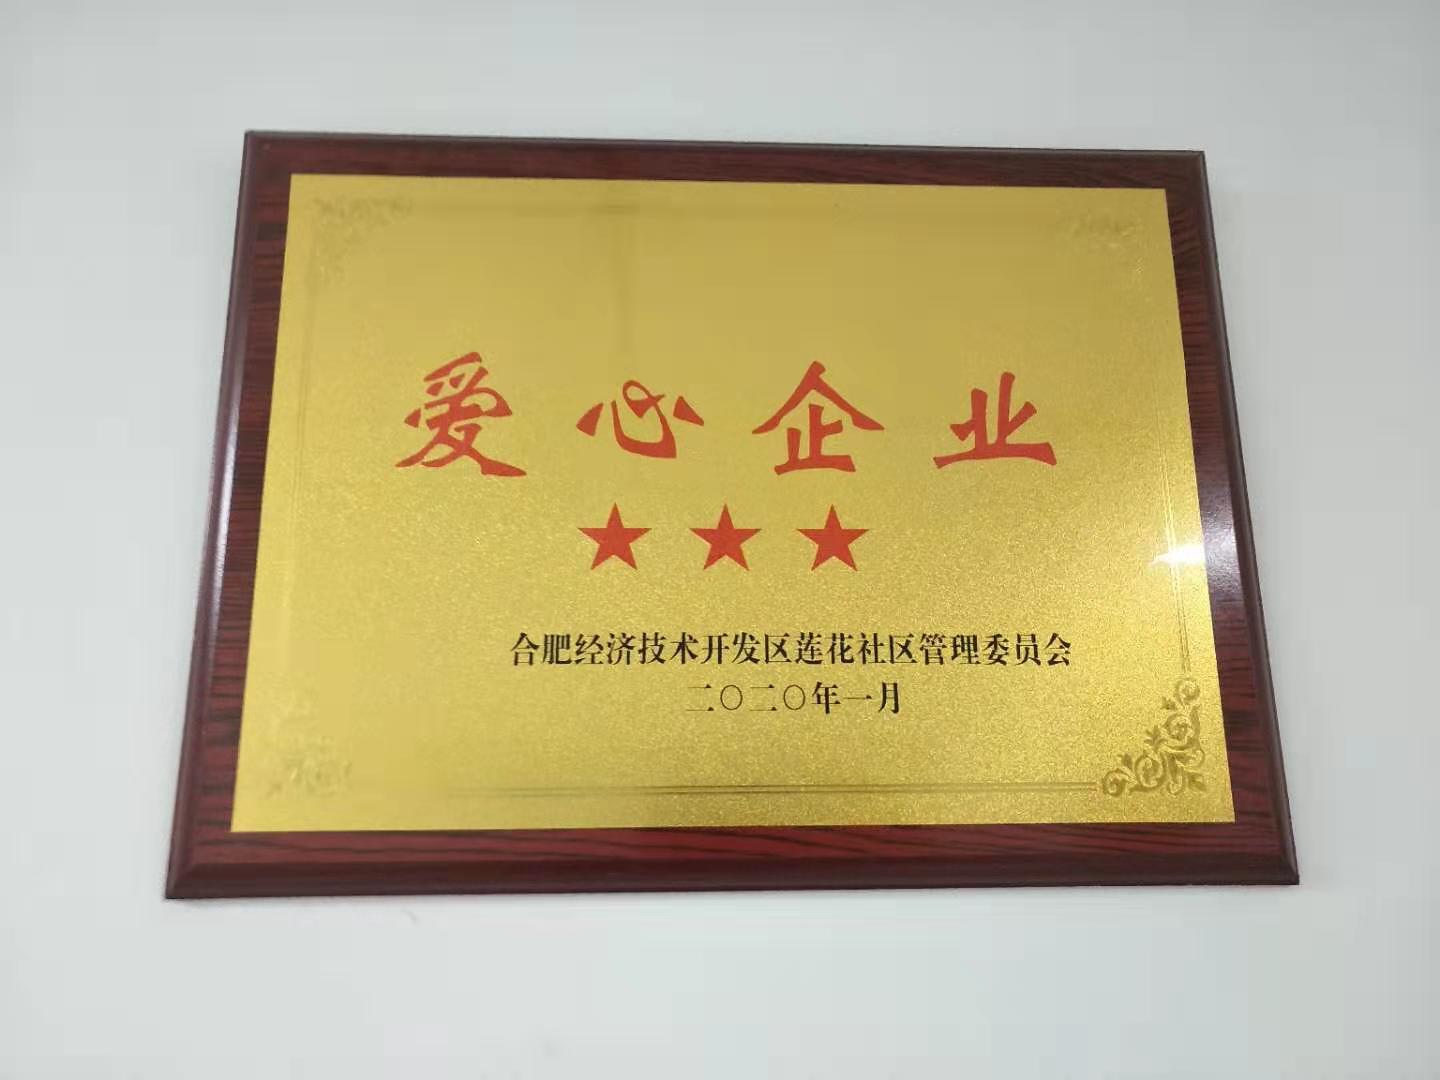 爱心企业
★★★
合肥经济技术开发区莲花社区管理委员会
二〇二〇年一月